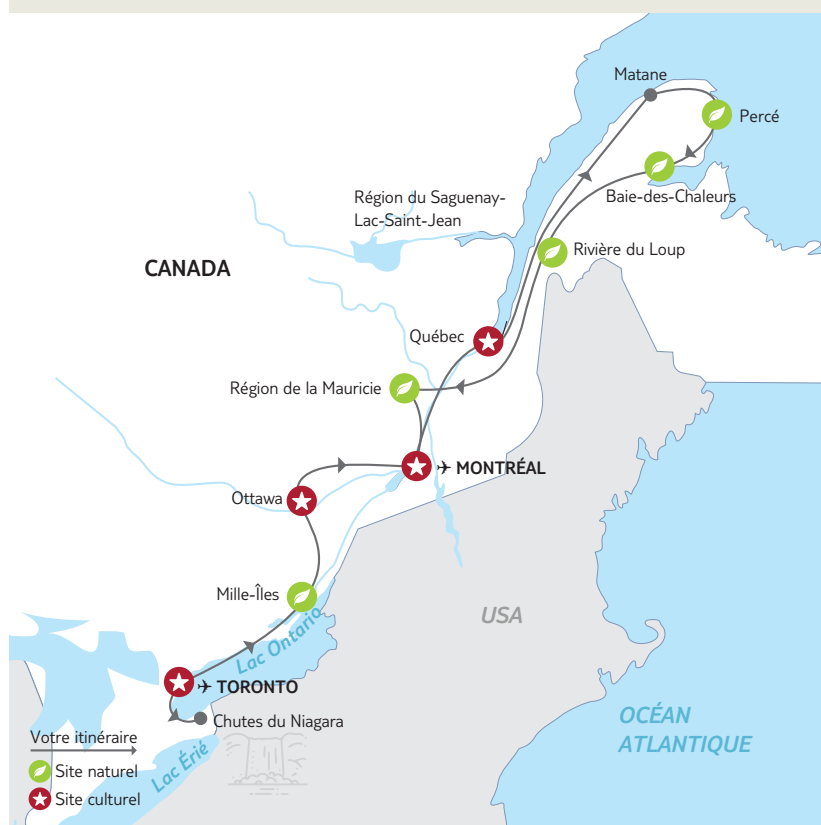 Matane
Percé
Région du Saguenay-
Lac-Saint-Jean
Baie-des-Chaleurs
Rivière du Loup
CANADA
Québec
Région de la Mauricie
MONTRÉAL
Ottawa
Mille-Îles
USA
Lac Ontario
TORONTO
Chutes du Niagara
OCÉAN
ATLANTIQUE
Votre itinéraire
Lac Érié
Site naturel
Site culturel